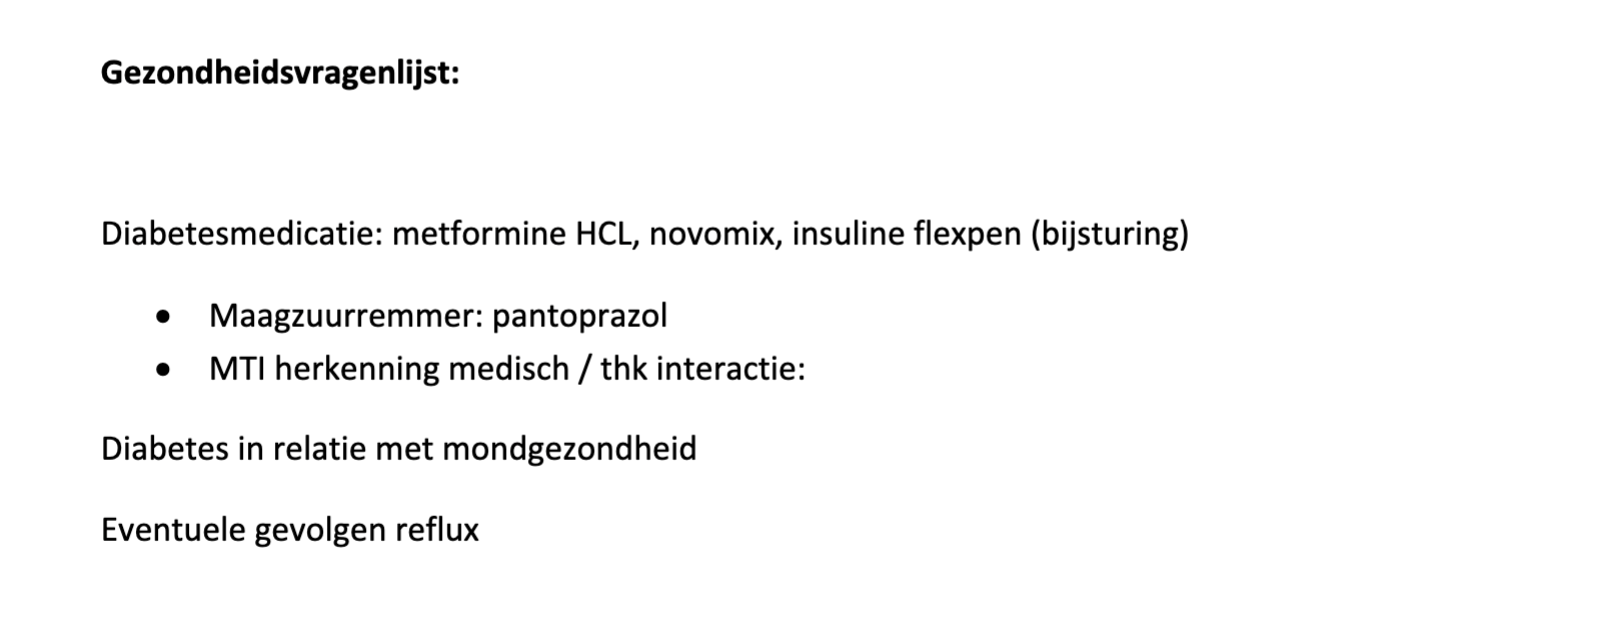 Gezondheidsvragenlijst:
Diabetesmedicatie: metformine HCL, novomix, insuline flexpen (bijsturing)
• Maagzuurremmer: pantoprazol
• MTI herkenning medisch / thk interactie:
Diabetes in relatie met mondgezondheid
Eventuele gevolgen reflux